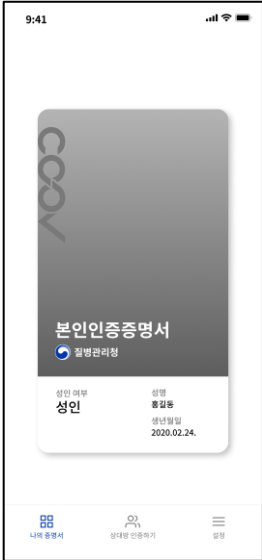 9:41
COOV
본인인증증명서
질병관리청
성인 여부
성인
성명
홍길동
생년월일
2020.02.24.
나의 증명서
상대방 인증하기
설정